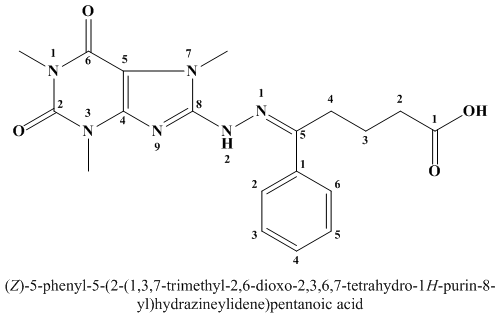 O
1
6
5
7
N
N
8
2
O
N
3
4
N
9
N
H
2
N
1
5
4
3
2
1
OH
O
1
2
6
3
5
4
(Z)-5-phenyl-5-(2-(1,3,7-trimethyl-2,6-dioxo-2,3,6,7-tetrahydro-1H-purin-8-
yl)hydrazineylidene)pentanoic acid